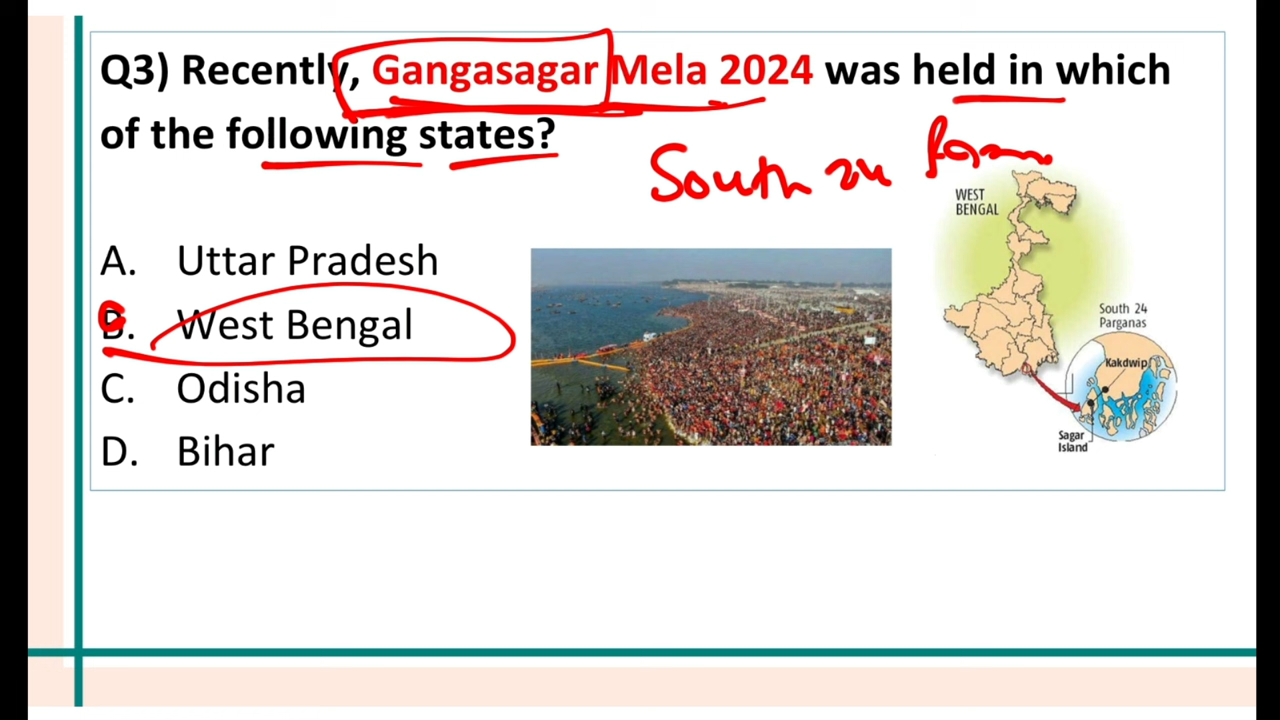 Q3) Recently, Gangasagar Mela 2024 was held in which
of the following states?
South 24
A. Uttar Pradesh
B. West Bengal
C. Odisha
D. Bihar
WEST
BENGAL
South 24
Parganas
Kakdwip
Sagar
Island